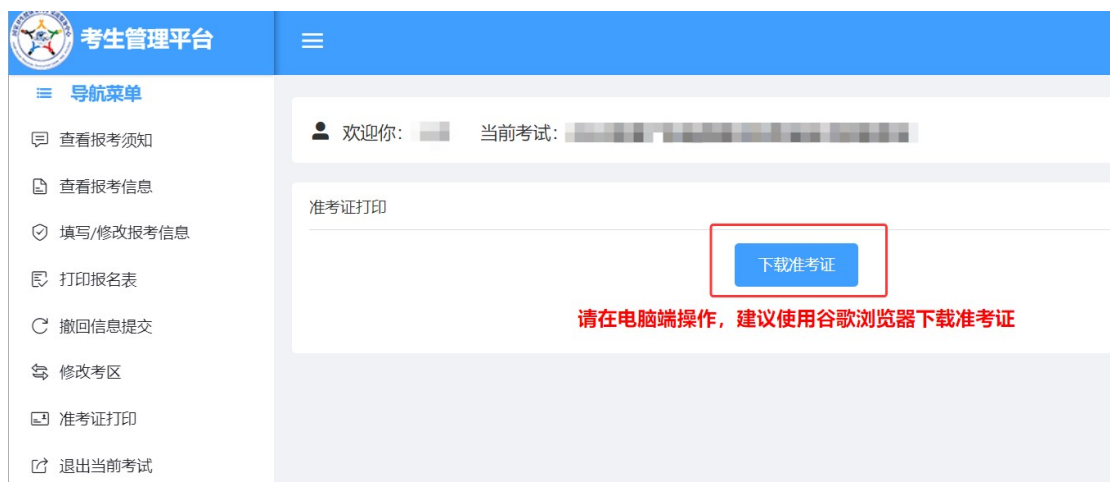 考生管理平台
导航菜单
查看报考须知
查看报考信息
填写/修改报考信息
打印报名表
撤回信息提交
修改考区
准考证打印
退出当前考试
欢迎你：
当前考试：
准考证打印
下载准考证
请在电脑端操作，建议使用谷歌浏览器下载准考证